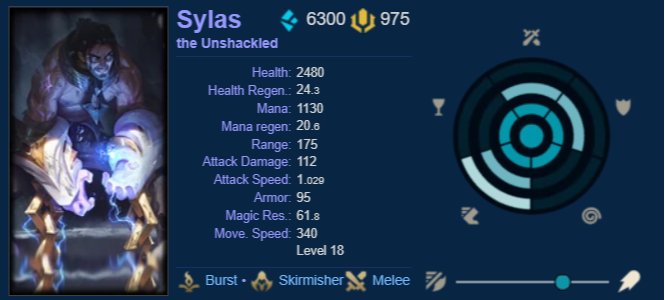 Sylas 6300 975
the Unshackled
Health: 2480
Health Regen.: 24.3
Mana: 1130
Mana regen: 20.6
Range: 175
Attack Damage: 112
Attack Speed: 1.029
Armor: 95
Magic Res.: 61.8
Move. Speed: 340
Level 18
Burst • Skirmisher Melee